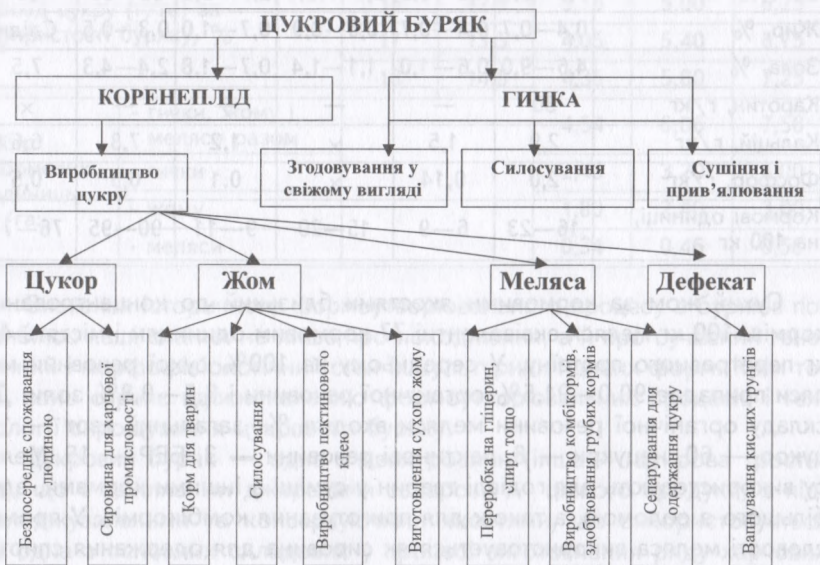 ЦУКРОВИЙ БУРЯК
КОРЕНЕПЛІД
ГИЧКА
Виробництво
цукру
Згодовування у
свіжому вигляді
Силосування
Сушіння і
прив’ялення
Цукор
Жом
Меляса
Дефекат
Безпосереднє споживання
людиною
Сировина для харчової
промисловості
Корм для тварин
Силосування
Виробництво пектинового
клею
Виготовлення сухого жому
Переробка на гліцерин,
спирт тощо
Виробництво комбікормів,
здобрювання грубих кормів
Сепарування для
одержання цукру
Вапнування кислих ґрунтів